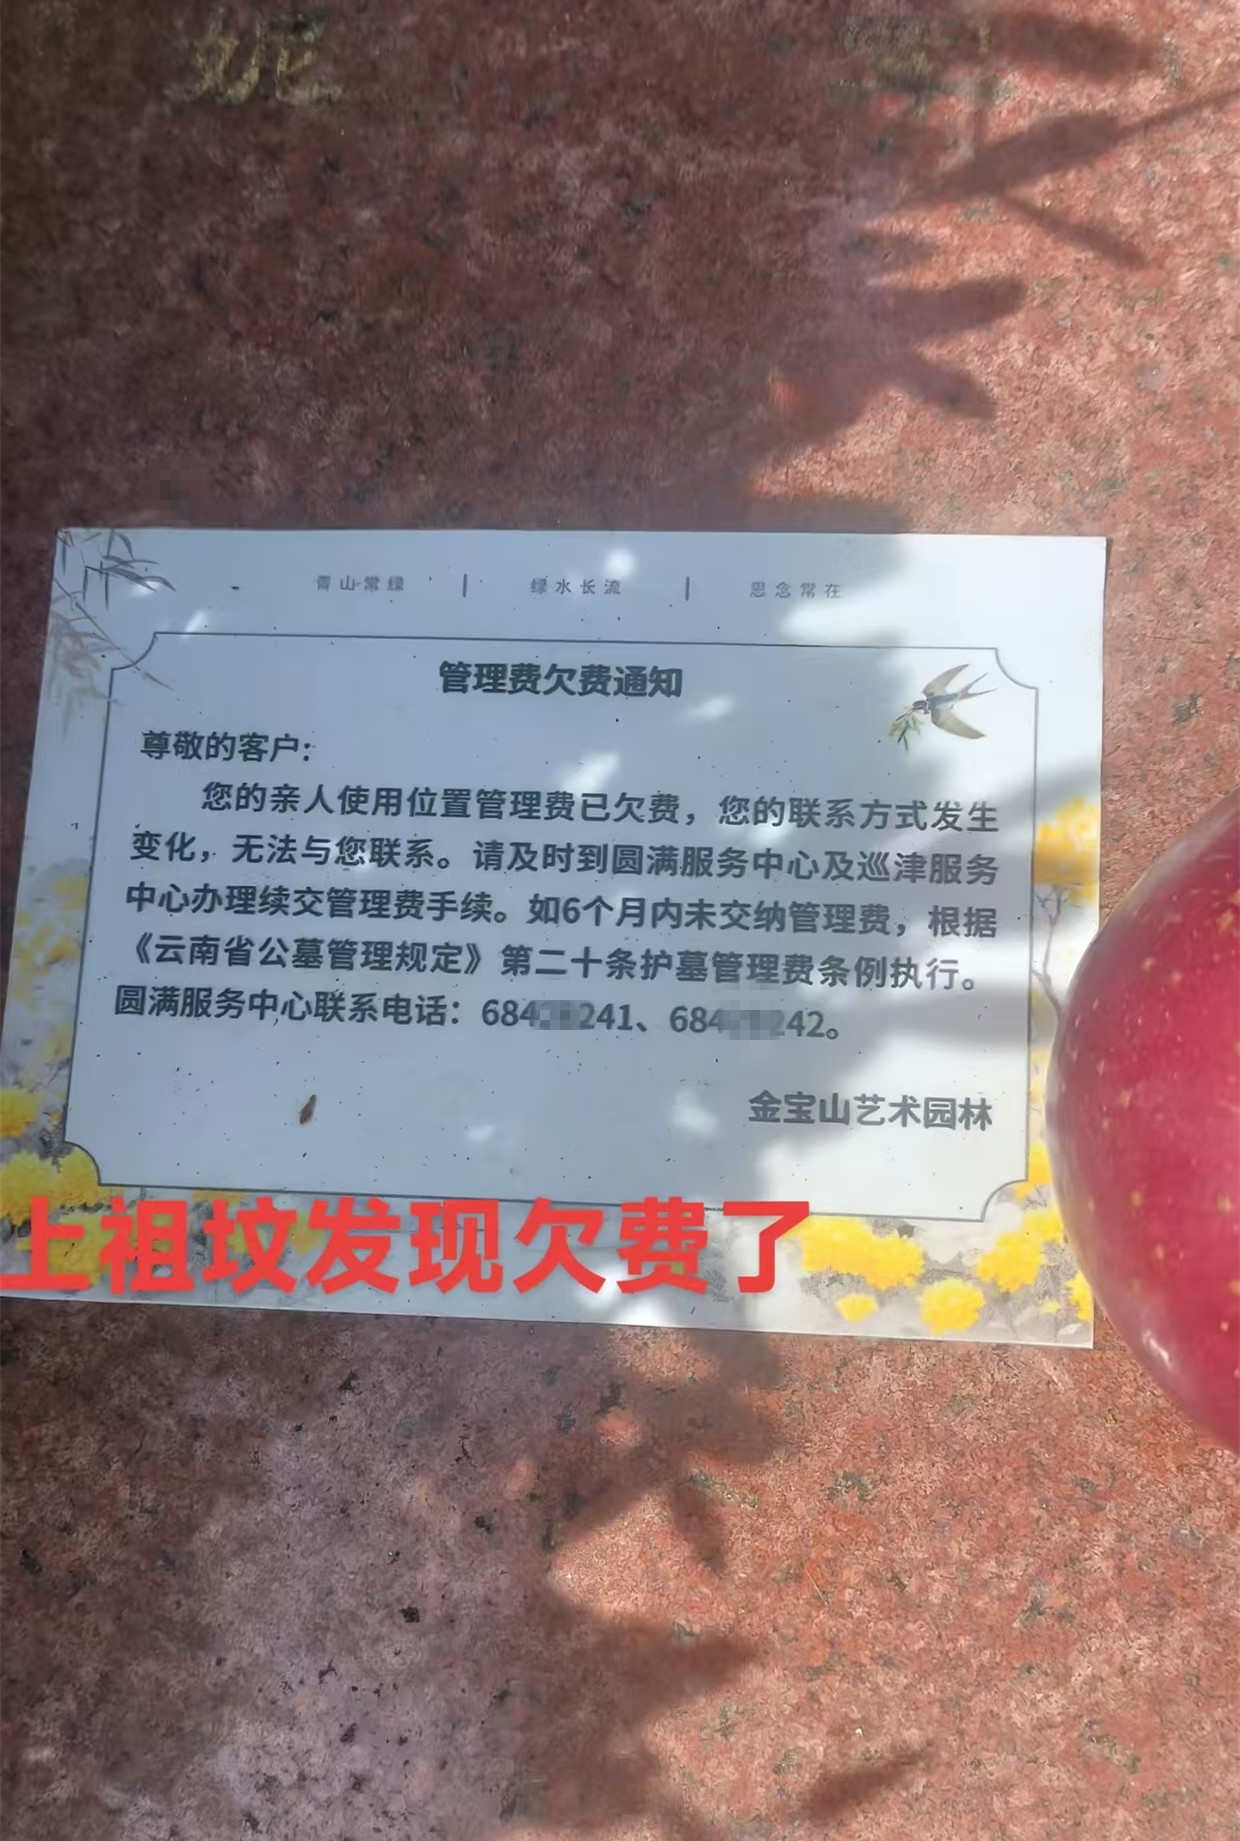 妮
青山常绿 | 绿水长流 | 思念常在
管理费欠费通知
尊敬的客户：
您的亲人使用位置管理费已欠费，您的联系方式发生
变化，无法与您联系。请及时到圆满服务中心及巡津服务
中心办理续交管理费手续。如6个月内未交纳管理费，根据
《云南省公墓管理规定》第二十条护墓管理费条例执行。
圆满服务中心联系电话：684 241、684 242。
金宝山艺术园林
上祖坟发现欠费了